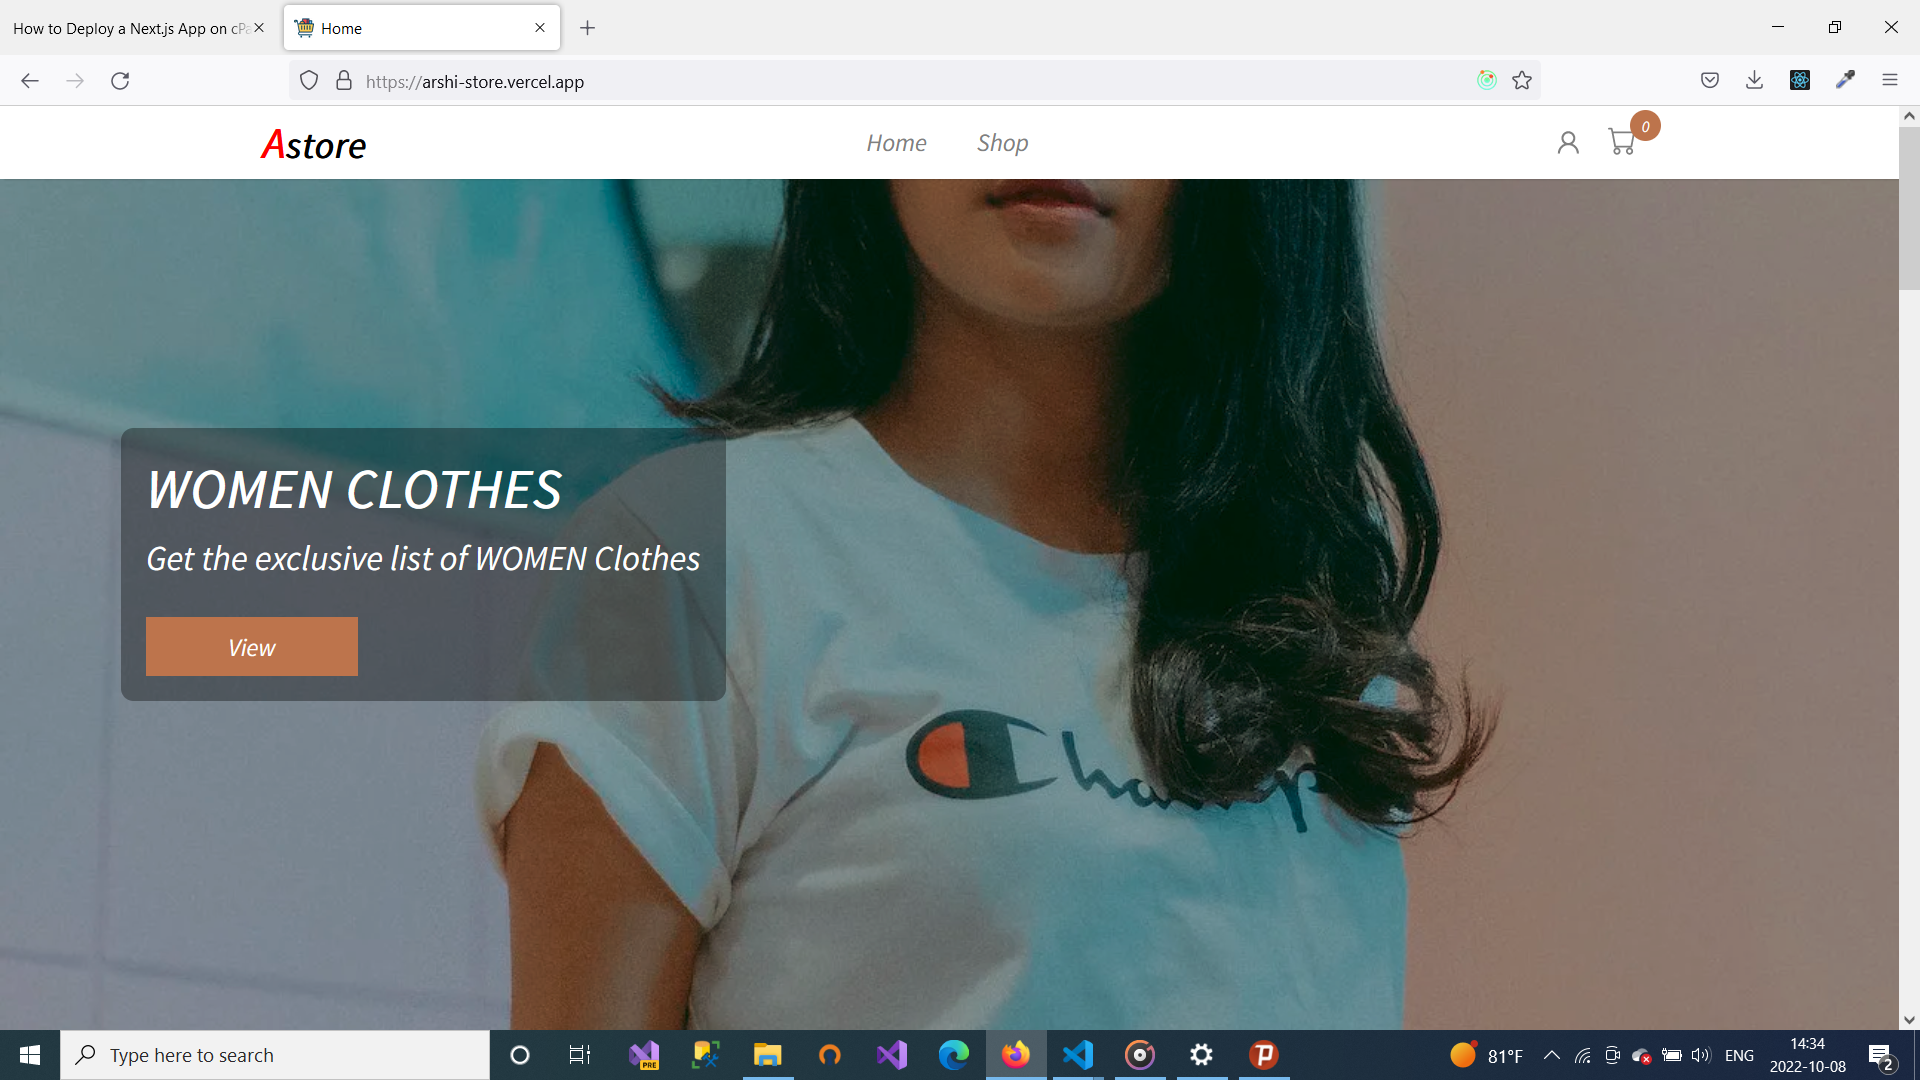 How to Deploy a Next.js App on cPa
Home
https://arshi-store.vercel.app
Astore
Home
Shop
0
WOMEN CLOTHES
Get the exclusive list of WOMEN Clothes
View
Champ
Type here to search
PRE
81°F
ENG
14:34
2022-10-08
2